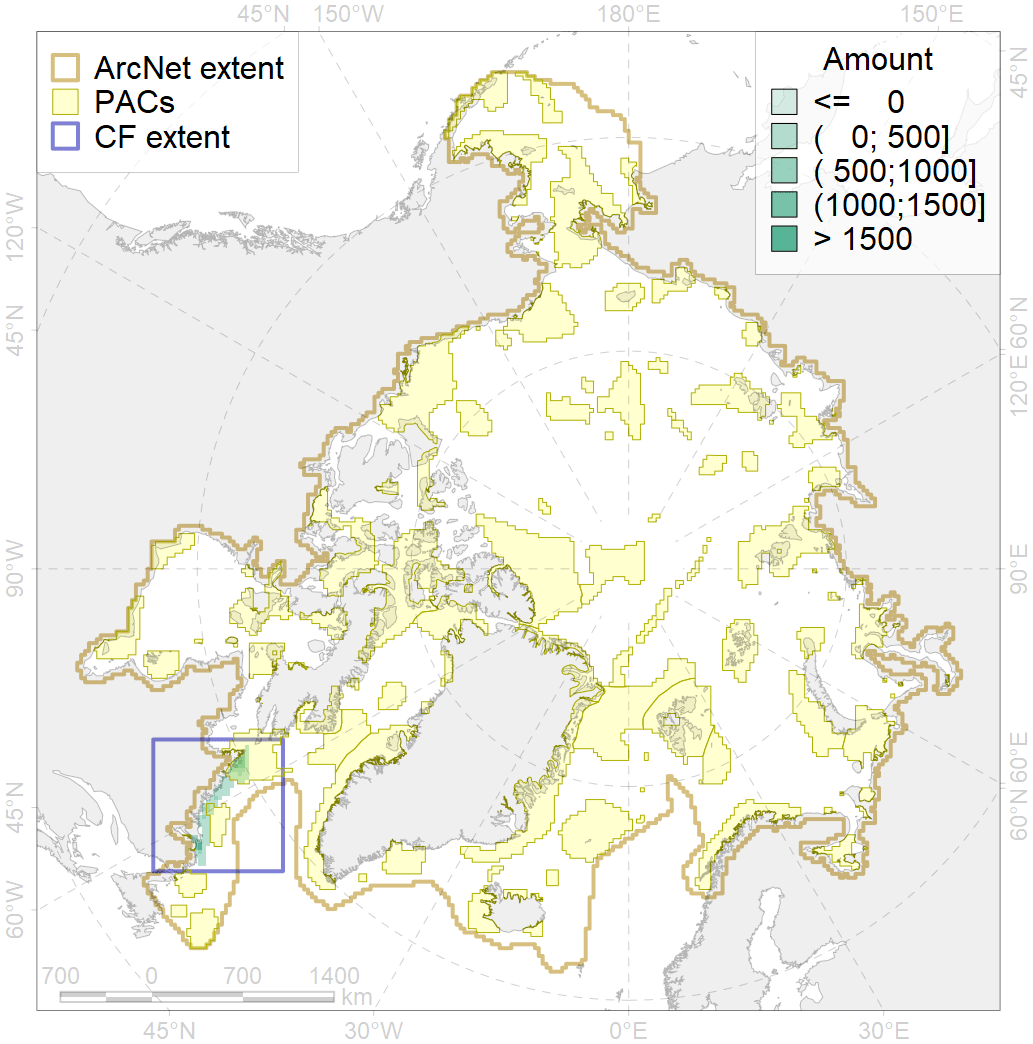 45°N 150°W 180°E 150°E
ArcNet extent
PACs
CF extent
Amount
<= 0
( 0; 500]
( 500;1000]
(1000;1500]
> 1500
120°W
45°N
90°W
45°N
60°W
45°N
60°N
120°E
90°E
60°E
60°N
700 0 700 1400
km
45°N 30°W 0°E 30°E